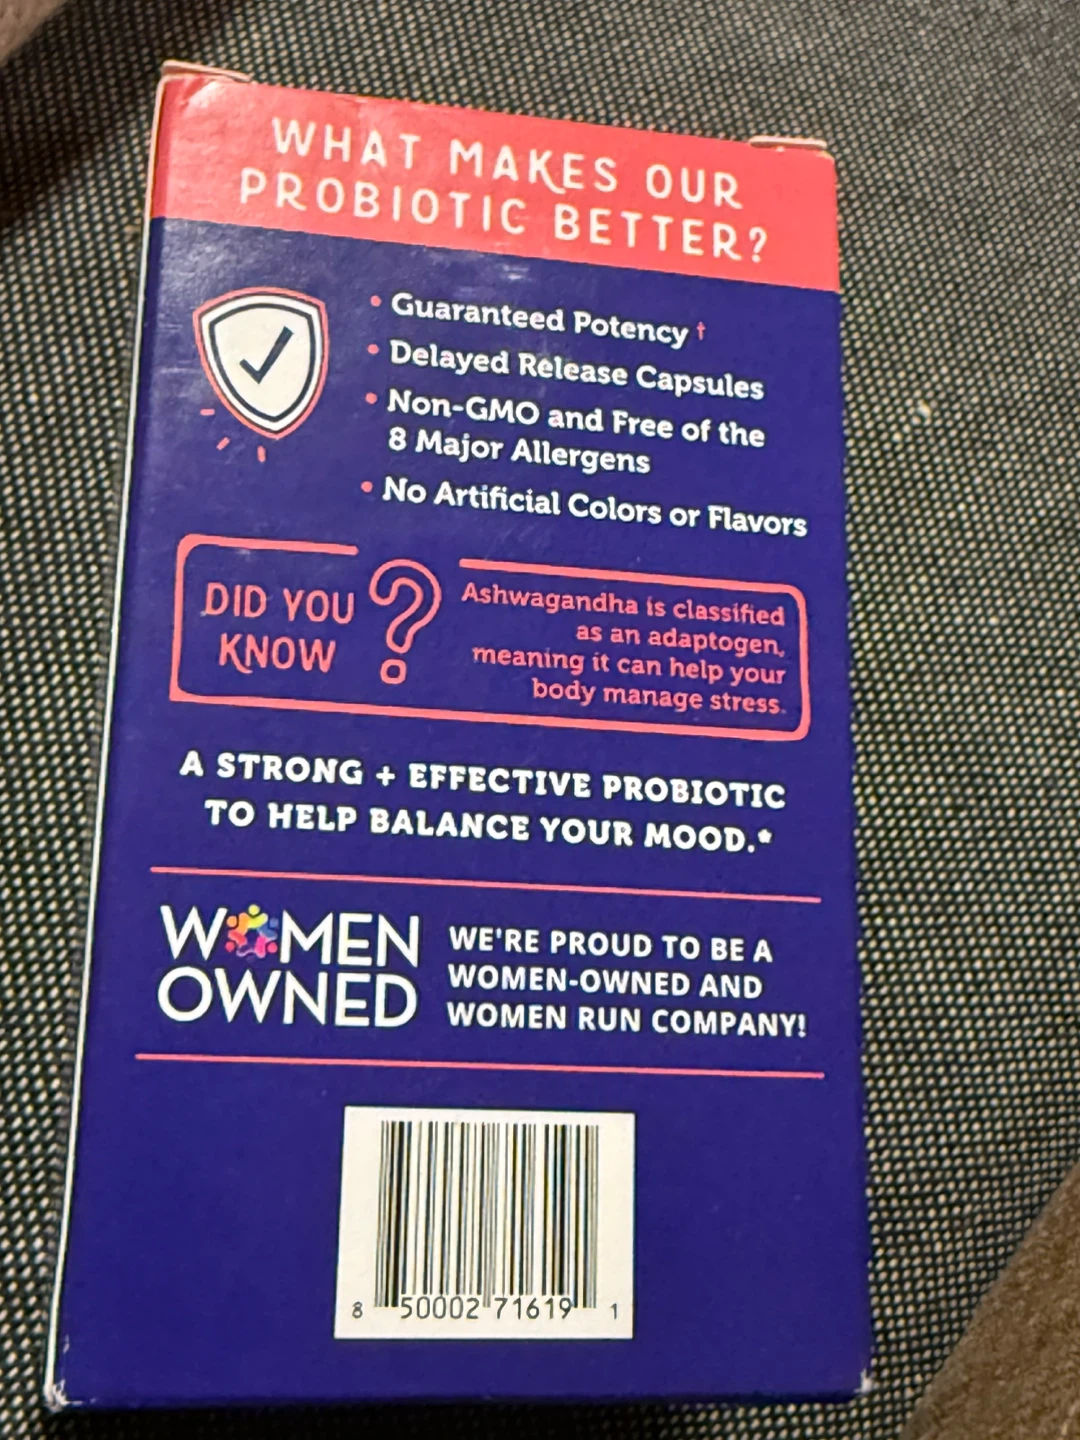 WHAT MAKES OUR
PROBIOTIC BETTER?
• Guaranteed Potency †
• Delayed Release Capsules
• Non-GMO and Free of the
8 Major Allergens
• No Artificial Colors or Flavors
DID YOU
KNOW
?
Ashwagandha is classified
as an adaptogen,
meaning it can help your
body manage stress.
A STRONG + EFFECTIVE PROBIOTIC
TO HELP BALANCE YOUR MOOD.*
WOMEN
OWNED
WE'RE PROUD TO BE A
WOMEN-OWNED AND
WOMEN RUN COMPANY!
8 50002 71619 1